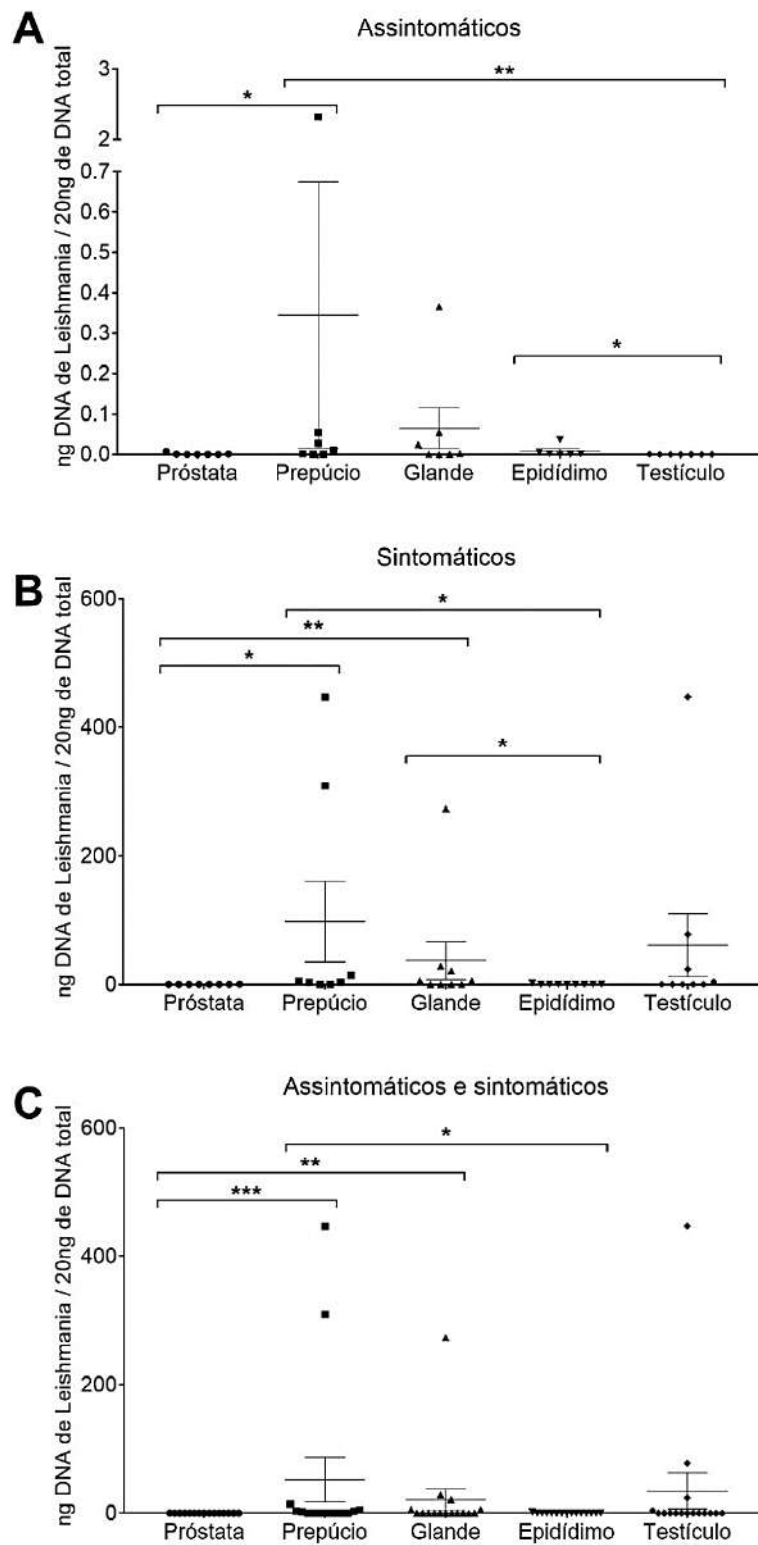 A
Assintomáticos
ng DNA de Leishmania / 20ng de DNA total
3
2
0.7
0.6
0.5
0.4
0.3
0.2
0.1
0.0
*
**
*
Próstata Prepúcio Glande Epidídimo Testículo
B
Sintomáticos
ng DNA de Leishmania / 20ng de DNA total
600
400
200
0
*
**
*
*
Próstata Prepúcio Glande Epidídimo Testículo
C
Assintomáticos e sintomáticos
ng DNA de Leishmania / 20ng de DNA total
600
400
200
0
*
**
***
Próstata Prepúcio Glande Epidídimo Testículo